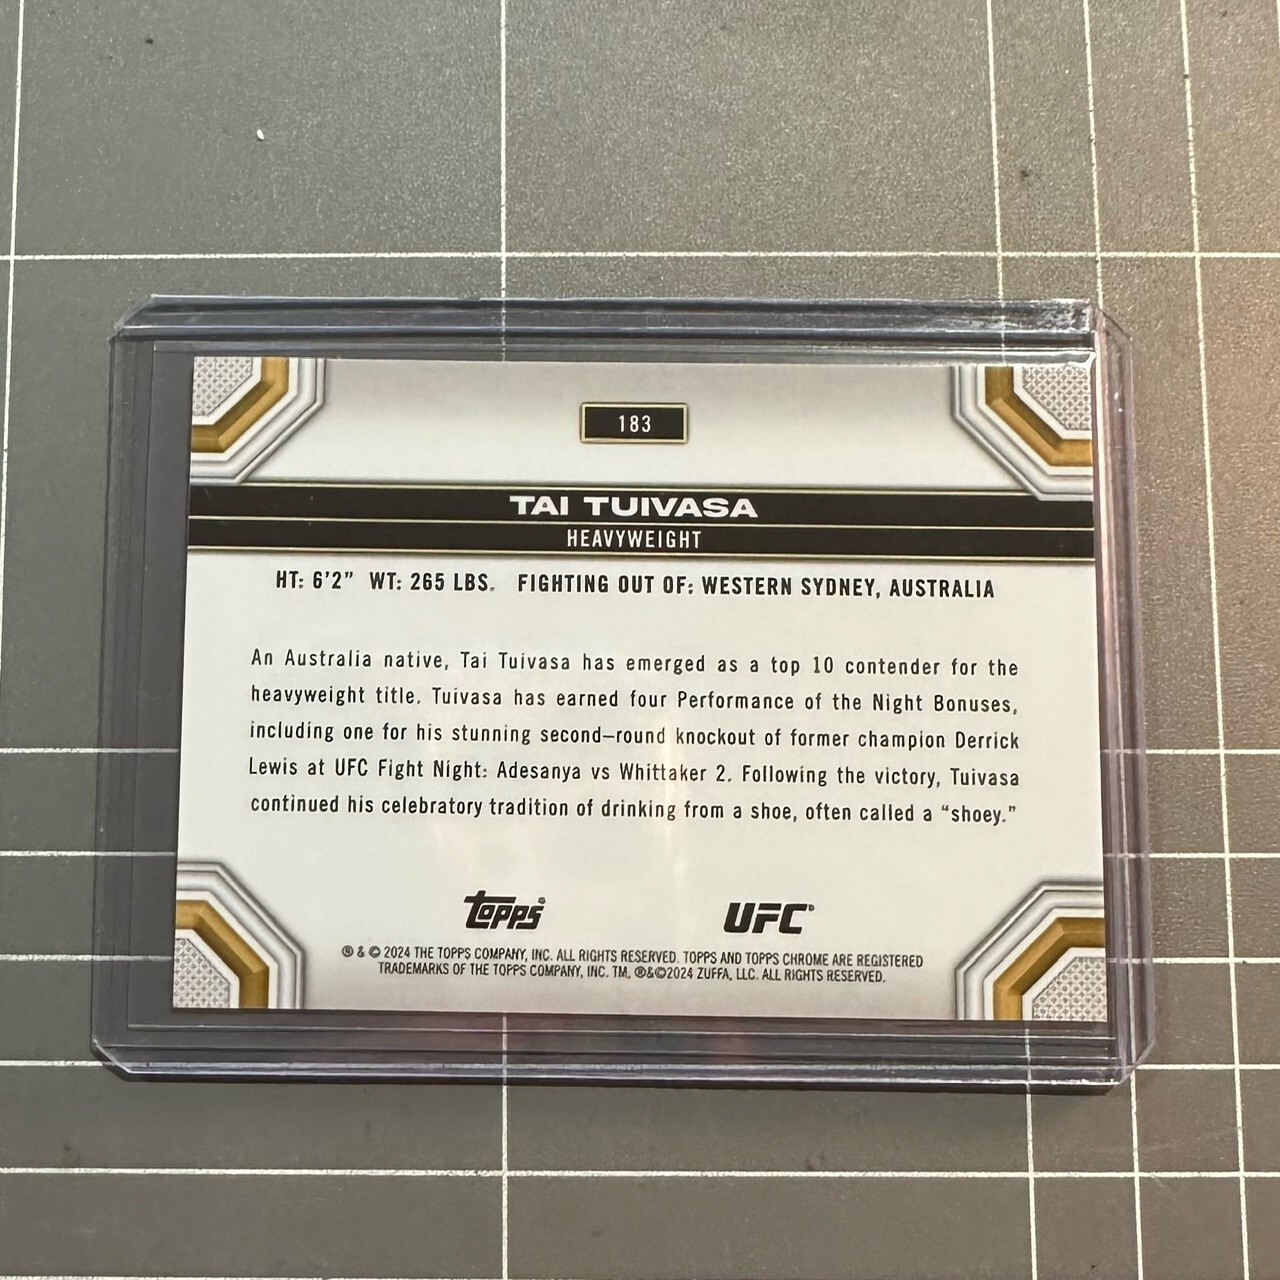 183
TAI TUIVASA
HEAVYWEIGHT
HT: 6'2" WT: 265 LBS. FIGHTING OUT OF: WESTERN SYDNEY, AUSTRALIA
An Australia native, Tai Tuivasa has emerged as a top 10 contender for the
heavyweight title. Tuivasa has earned four Performance of the Night Bonuses,
including one for his stunning second–round knockout of former champion Derrick
Lewis at UFC Fight Night: Adesanya vs Whittaker 2. Following the victory, Tuivasa
continued his celebratory tradition of drinking from a shoe, often called a “shoey.”
topps UFC
® & © 2024 THE TOPPS COMPANY, INC. ALL RIGHTS RESERVED. TOPPS AND TOPPS CHROME ARE REGISTERED
TRADEMARKS OF THE TOPPS COMPANY, INC. TM, ®&©2024 ZUFFA, LLC. ALL RIGHTS RESERVED.